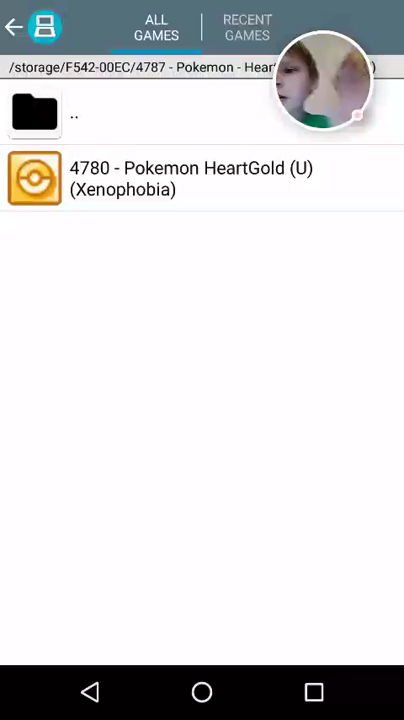 ALL
GAMES
RECENT
GAMES
/storage/F542-00EC/4787 - Pokemon - Hear
)
..
4780 - Pokemon HeartGold (U)
(Xenophobia)